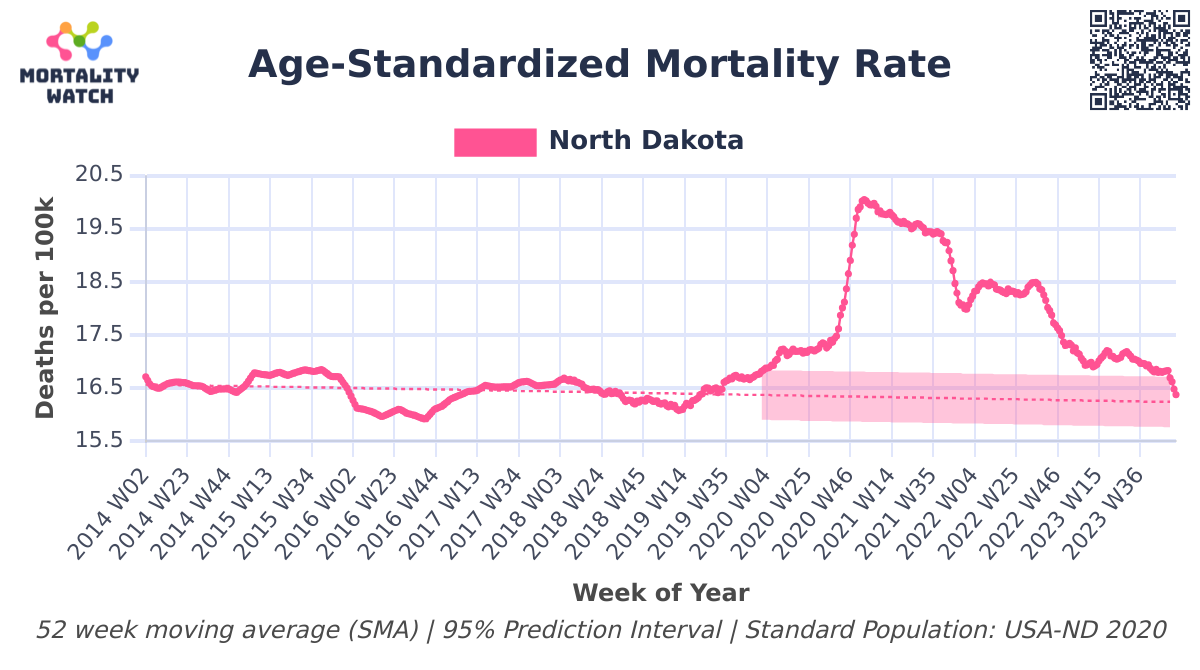 MORTALITY
WATCH
Age-Standardized Mortality Rate
North Dakota
Deaths per 100k
20.5
19.5
18.5
17.5
16.5
15.5
2014 W02
2014 W23
2014 W44
2015 W13
2015 W34
2016 W02
2016 W23
2016 W44
2017 W13
2017 W34
2018 W03
2018 W24
2018 W45
2019 W14
2019 W35
2020 W04
2020 W25
2020 W46
2021 W14
2021 W35
2022 W04
2022 W25
2022 W46
2023 W15
2023 W36
Week of Year
52 week moving average (SMA) | 95% Prediction Interval | Standard Population: USA-ND 2020